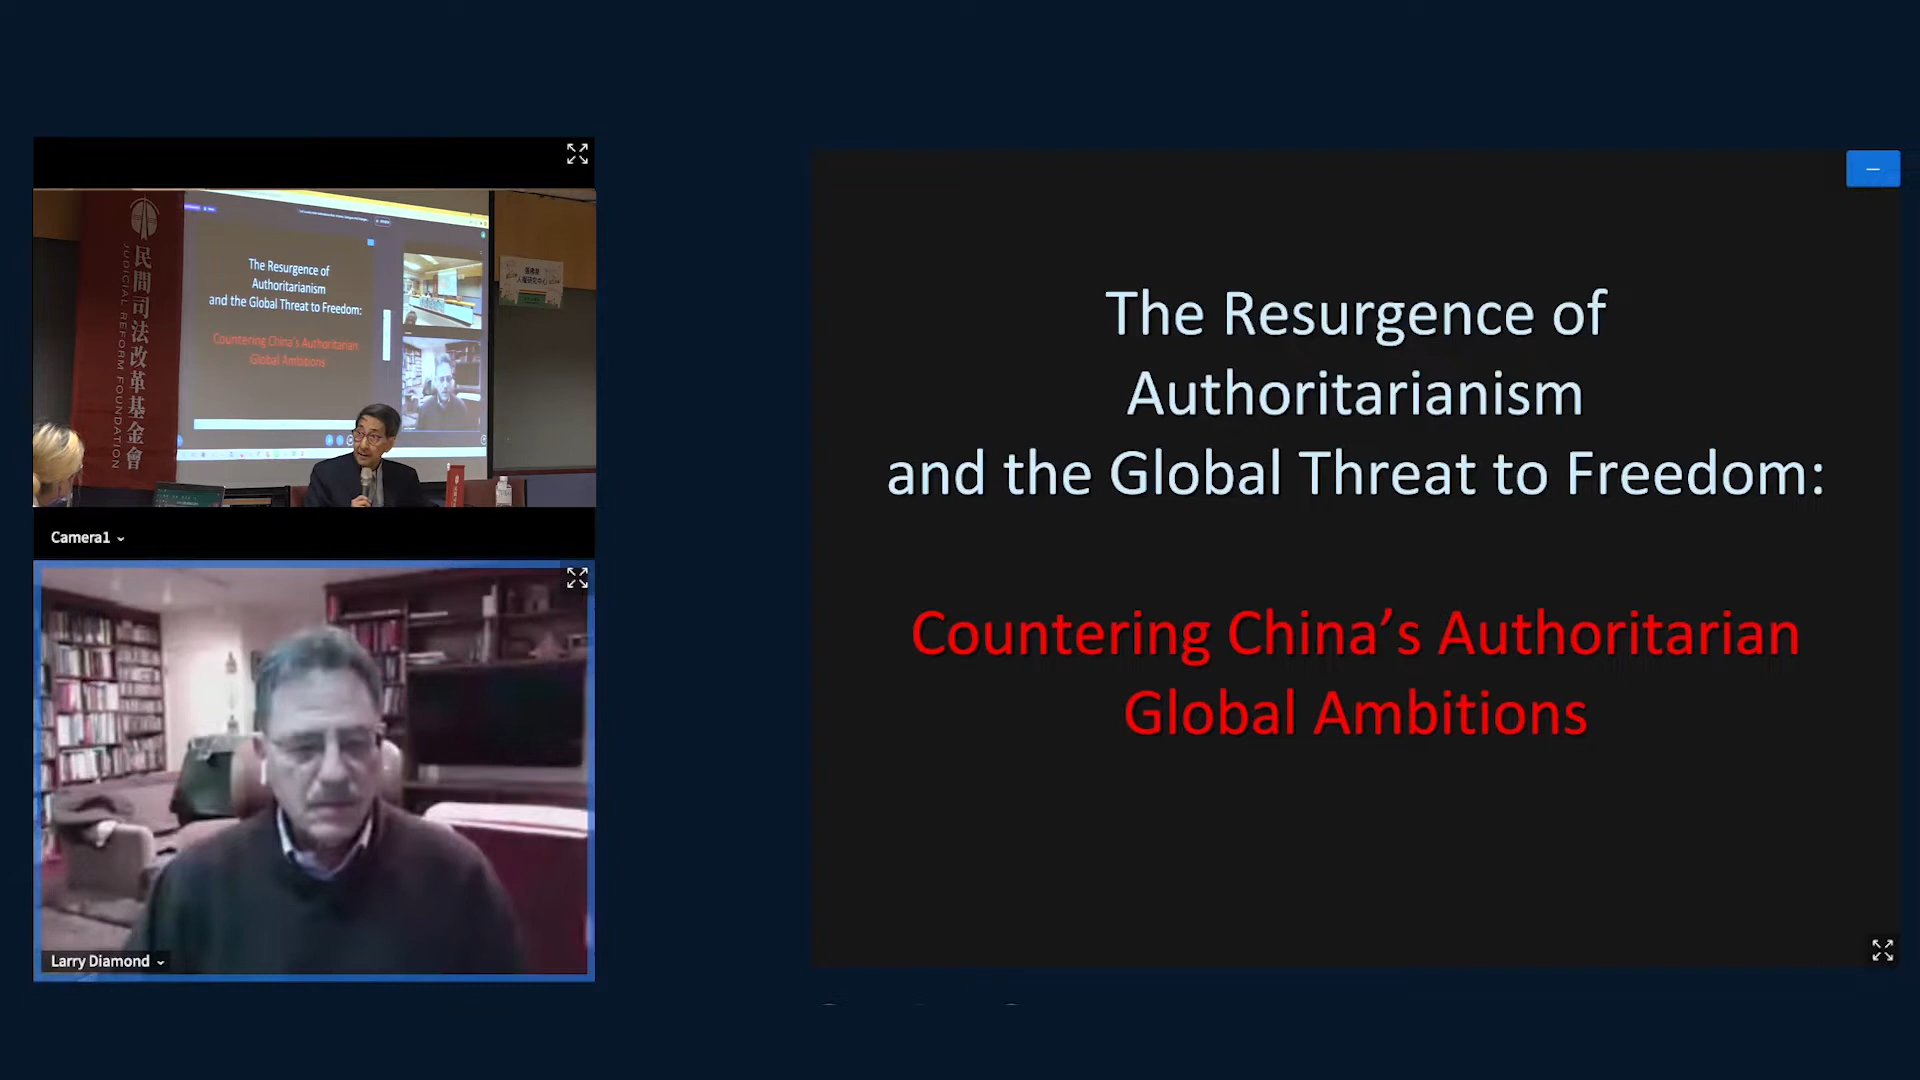 民間司法改革基金會
JUDICIAL REFORM FOUNDATION
The Resurgence of
Authoritarianism
and the Global Threat to Freedom:
Countering China's Authoritarian
Global Ambitions
Camera1
Larry Diamond
The Resurgence of
Authoritarianism
and the Global Threat to Freedom:
Countering China’s Authoritarian
Global Ambitions